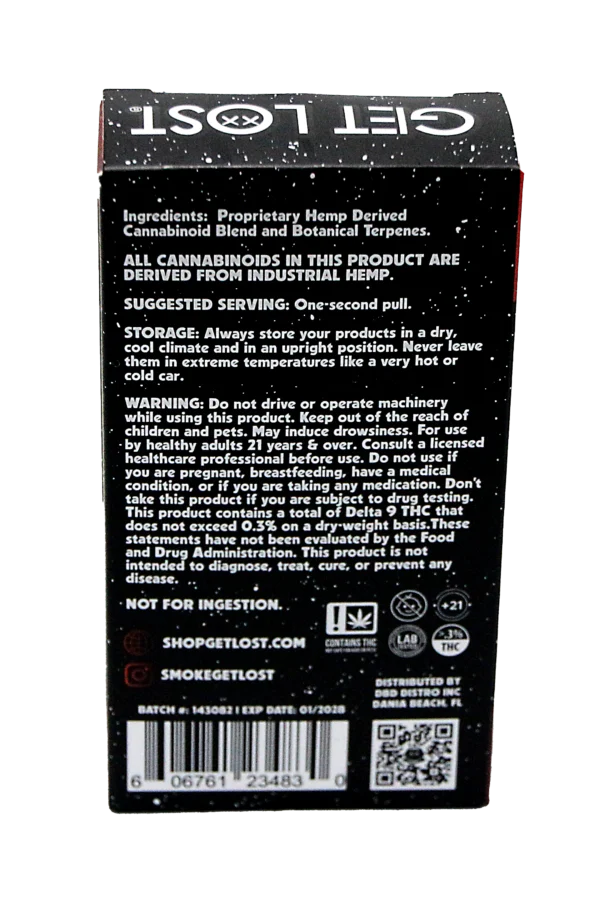 GET LOST®
Ingredients: Proprietary Hemp Derived
Cannabinoid Blend and Botanical Terpenes.
ALL CANNABINOIDS IN THIS PRODUCT ARE
DERIVED FROM INDUSTRIAL HEMP.
SUGGESTED SERVING: One-second pull.
STORAGE: Always store your products in a dry,
cool climate and in an upright position. Never leave
them in extreme temperatures like a very hot or
cold car.
WARNING: Do not drive or operate machinery
while using this product. Keep out of the reach of
children and pets. May induce drowsiness. For use
by healthy adults 21 years & over. Consult a licensed
healthcare professional before use. Do not use if
you are pregnant, breastfeeding, have a medical
condition, or if you are taking any medication. Don't
take this product if you are subject to drug testing.
This product contains a total of Delta 9 THC that
does not exceed 0.3% on a dry-weight basis.These
statements have not been evaluated by the Food
and Drug Administration. This product is not
intended to diagnose, treat, cure, or prevent any
disease.
NOT FOR INGESTION.
+21
CONTAINS THC
LAB
-.3%
THC
SHOPGETLOST.COM
SMOKEGETLOST
DISTRIBUTED BY
DBD DISTRO INC
DANIA BEACH, FL
BATCH #: 143082 | EXP DATE: 01/2028
6 06761 23483 0